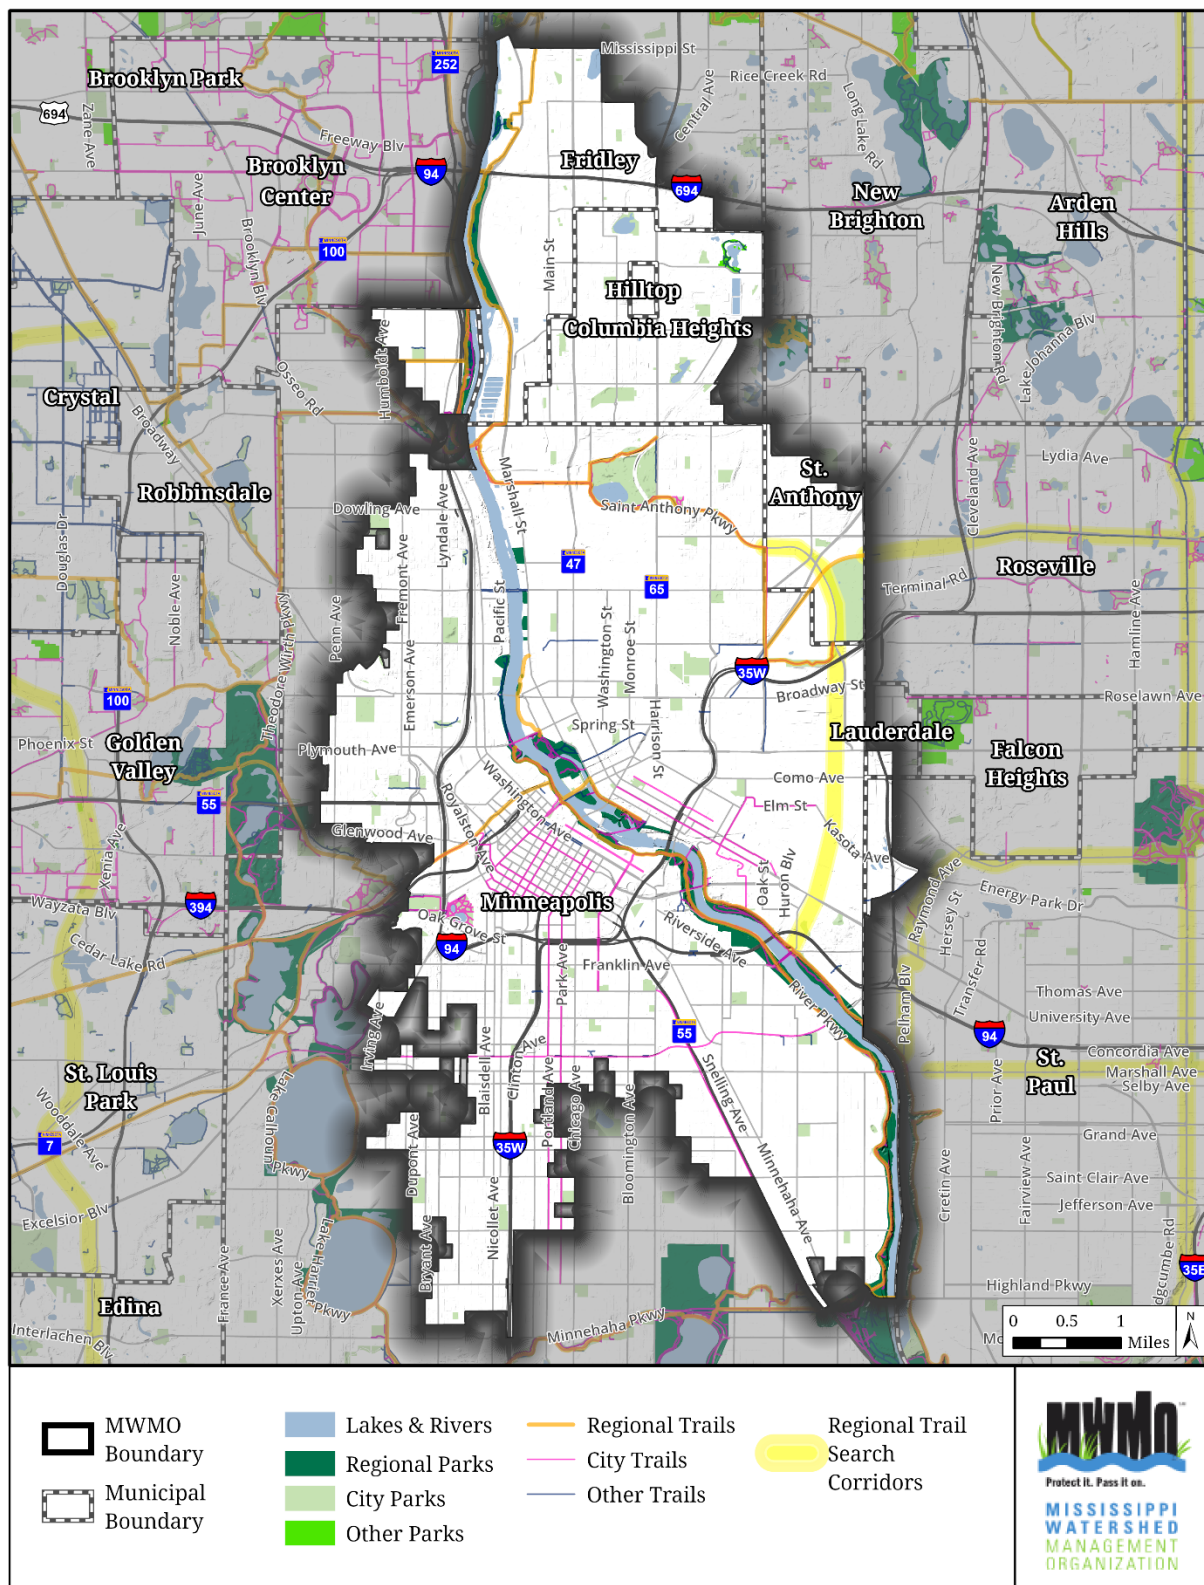 Mississippi St
252
Rice Creek Rd
Brooklyn Park
Central Ave
Long Lake Rd
694
Zane Ave
Freeway Blv
Fridley
Brooklyn
Center
94
694
New
Brighton
Arden
Hills
June Ave
Brooklyn Blv
100
Main St
Hilltop
Columbia Heights
New Brighton Rd
Lake Johanna Blv
Humboldt Ave
Osseo Rd
Crystal
Broadway
Cleveland Ave
Lydia Ave
Robbinsdale
Lyndale Ave
Marshall St
St.
Anthony
Dowling Ave
Saint Anthony Pkwy
Douglas Dr
Fremont Ave
47
65
Roseville
Terminal Rd
Noble Ave
Theodore Wirth Pkwy
Penn Ave
Pacific St
Washington St
Monroe St
Hamline Ave
Emerson Ave
35W
Broadway St
100
Roselawn Ave
Phoenix St
Golden
Valley
Plymouth Ave
Spring St
Harrison St
Lauderdale
Falcon
Heights
55
Washington Ave
Como Ave
Elm St
Royalston Ave
Glenwood Ave
Kasota Ave
Xenia Ave
Oak St
Huron Blv
Raymond Ave
Hersey St
Energy Park Dr
394
Wayzata Blv
Minneapolis
Oak Grove St
94
Riverside Ave
Cedar Lake Rd
Franklin Ave
Park Ave
Transfer Rd
Pelham Blv
River Pkwy
Thomas Ave
University Ave
Irving Ave
55
94
Concordia Ave
Marshall Ave
Selby Ave
St. Louis
Park
St.
Paul
Blaisdell Ave
Clinton Ave
Portland Ave
Chicago Ave
Bloomington Ave
Snelling Ave
Prior Ave
Wooddale Ave
7
Lake Calhoun Pkwy
35W
Grand Ave
Dupont Ave
Minnehaha Ave
Cretin Ave
Fairview Ave
Saint Clair Ave
Jefferson Ave
Excelsior Blv
Nicollet Ave
Bryant Ave
Xerxes Ave
Upton Ave
Lake Harriet Pkwy
France Ave
35E
Highland Pkwy
Edina
Interlachen Blv
Minnehaha Pkwy
0 0.5 1
Miles
N
MWMO
Boundary
Municipal
Boundary
Lakes & Rivers
Regional Parks
City Parks
Other Parks
Regional Trails
City Trails
Other Trails
Regional Trail
Search
Corridors
MWMO
Protect it. Pass it on.
MISSISSIPPI
WATERSHED
MANAGEMENT
ORGANIZATION